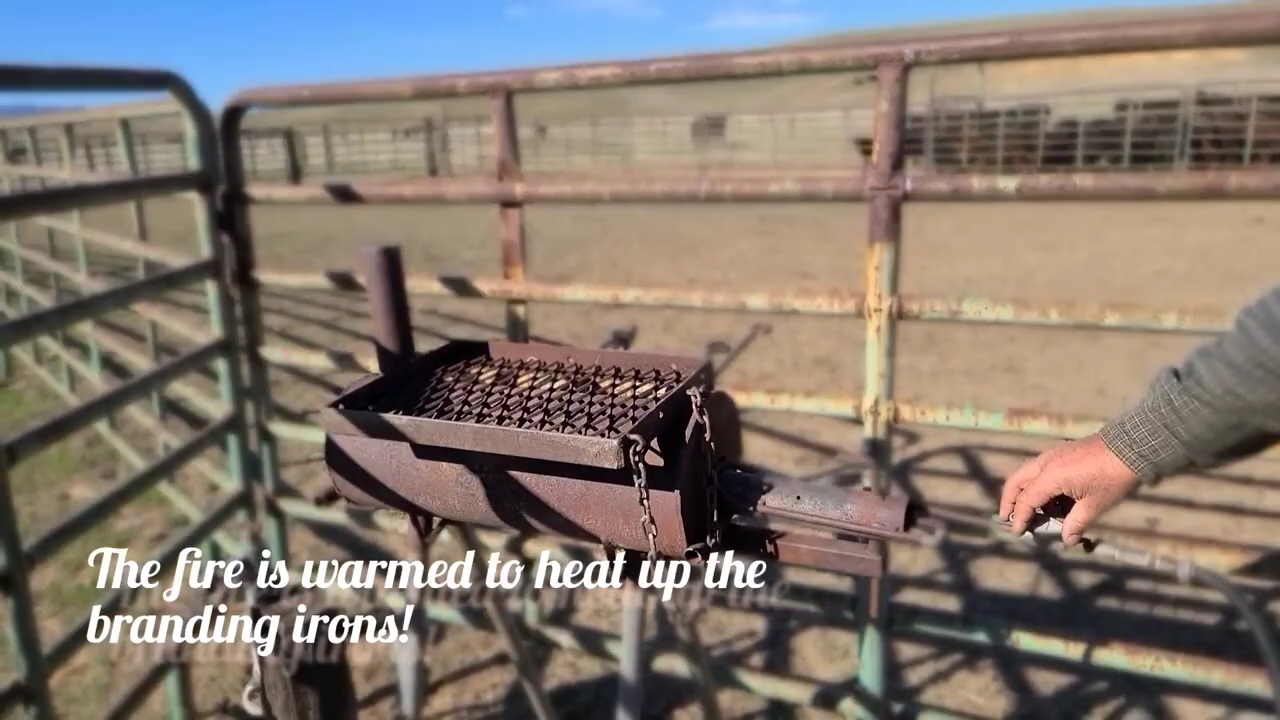 The fire is warmed to heat up the
branding irons!